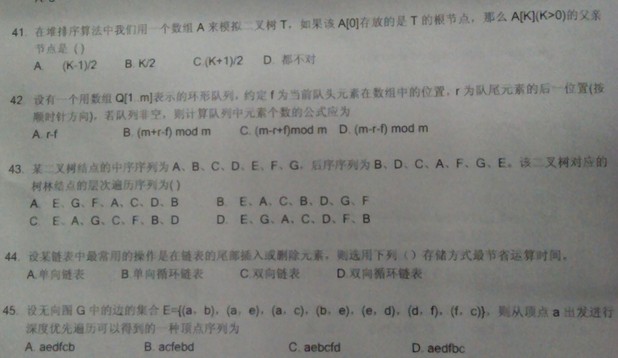 41. 在堆排序算法中我们用一个数组 A 来模拟二叉树 T，如果该 A[0]存放的是 T 的根节点，那么 A[K](K>0)的父亲
节点是 ( )
A. (K-1)/2 B. K/2 C.(K+1)/2 D. 都不对
42. 设有一个用数组 Q[1..m]表示的环形队列，约定 f 为当前队头元素在数组中的位置，r 为队尾元素的后一位置(按
顺时针方向)，若队列非空，则计算队列中元素个数的公式应为
A. r-f B. (m+r-f) mod m C. (m-r+f)mod m D. (m-r-f) mod m
43. 某二叉树结点的中序序列为 A、B、C、D、E、F、G，后序序列为 B、D、C、A、F、G、E，该二叉树对应的
树林结点的层次遍历序列为( )
A. E、G、F、A、C、D、B B. E、A、C、B、D、G、F
C. E、A、G、C、F、B、D D. E、G、A、C、D、F、B
44. 设某链表中最常用的操作是在链表的尾部插入或删除元素，则选用下列（）存储方式最节省运算时间。
A.单向链表 B 单向循环链表 C.双向链表 D.双向循环链表
45. 设无向图 G 中的边的集合 E={(a，b)，(a，e)，(a，c)，(b，e)，(e，d)，(d，f)，(f，c)}，则从顶点 a 出发进行
深度优先遍历可以得到的一种顶点序列为
A. aedfcb B. acfebd C. aebcfd D. aedfbc